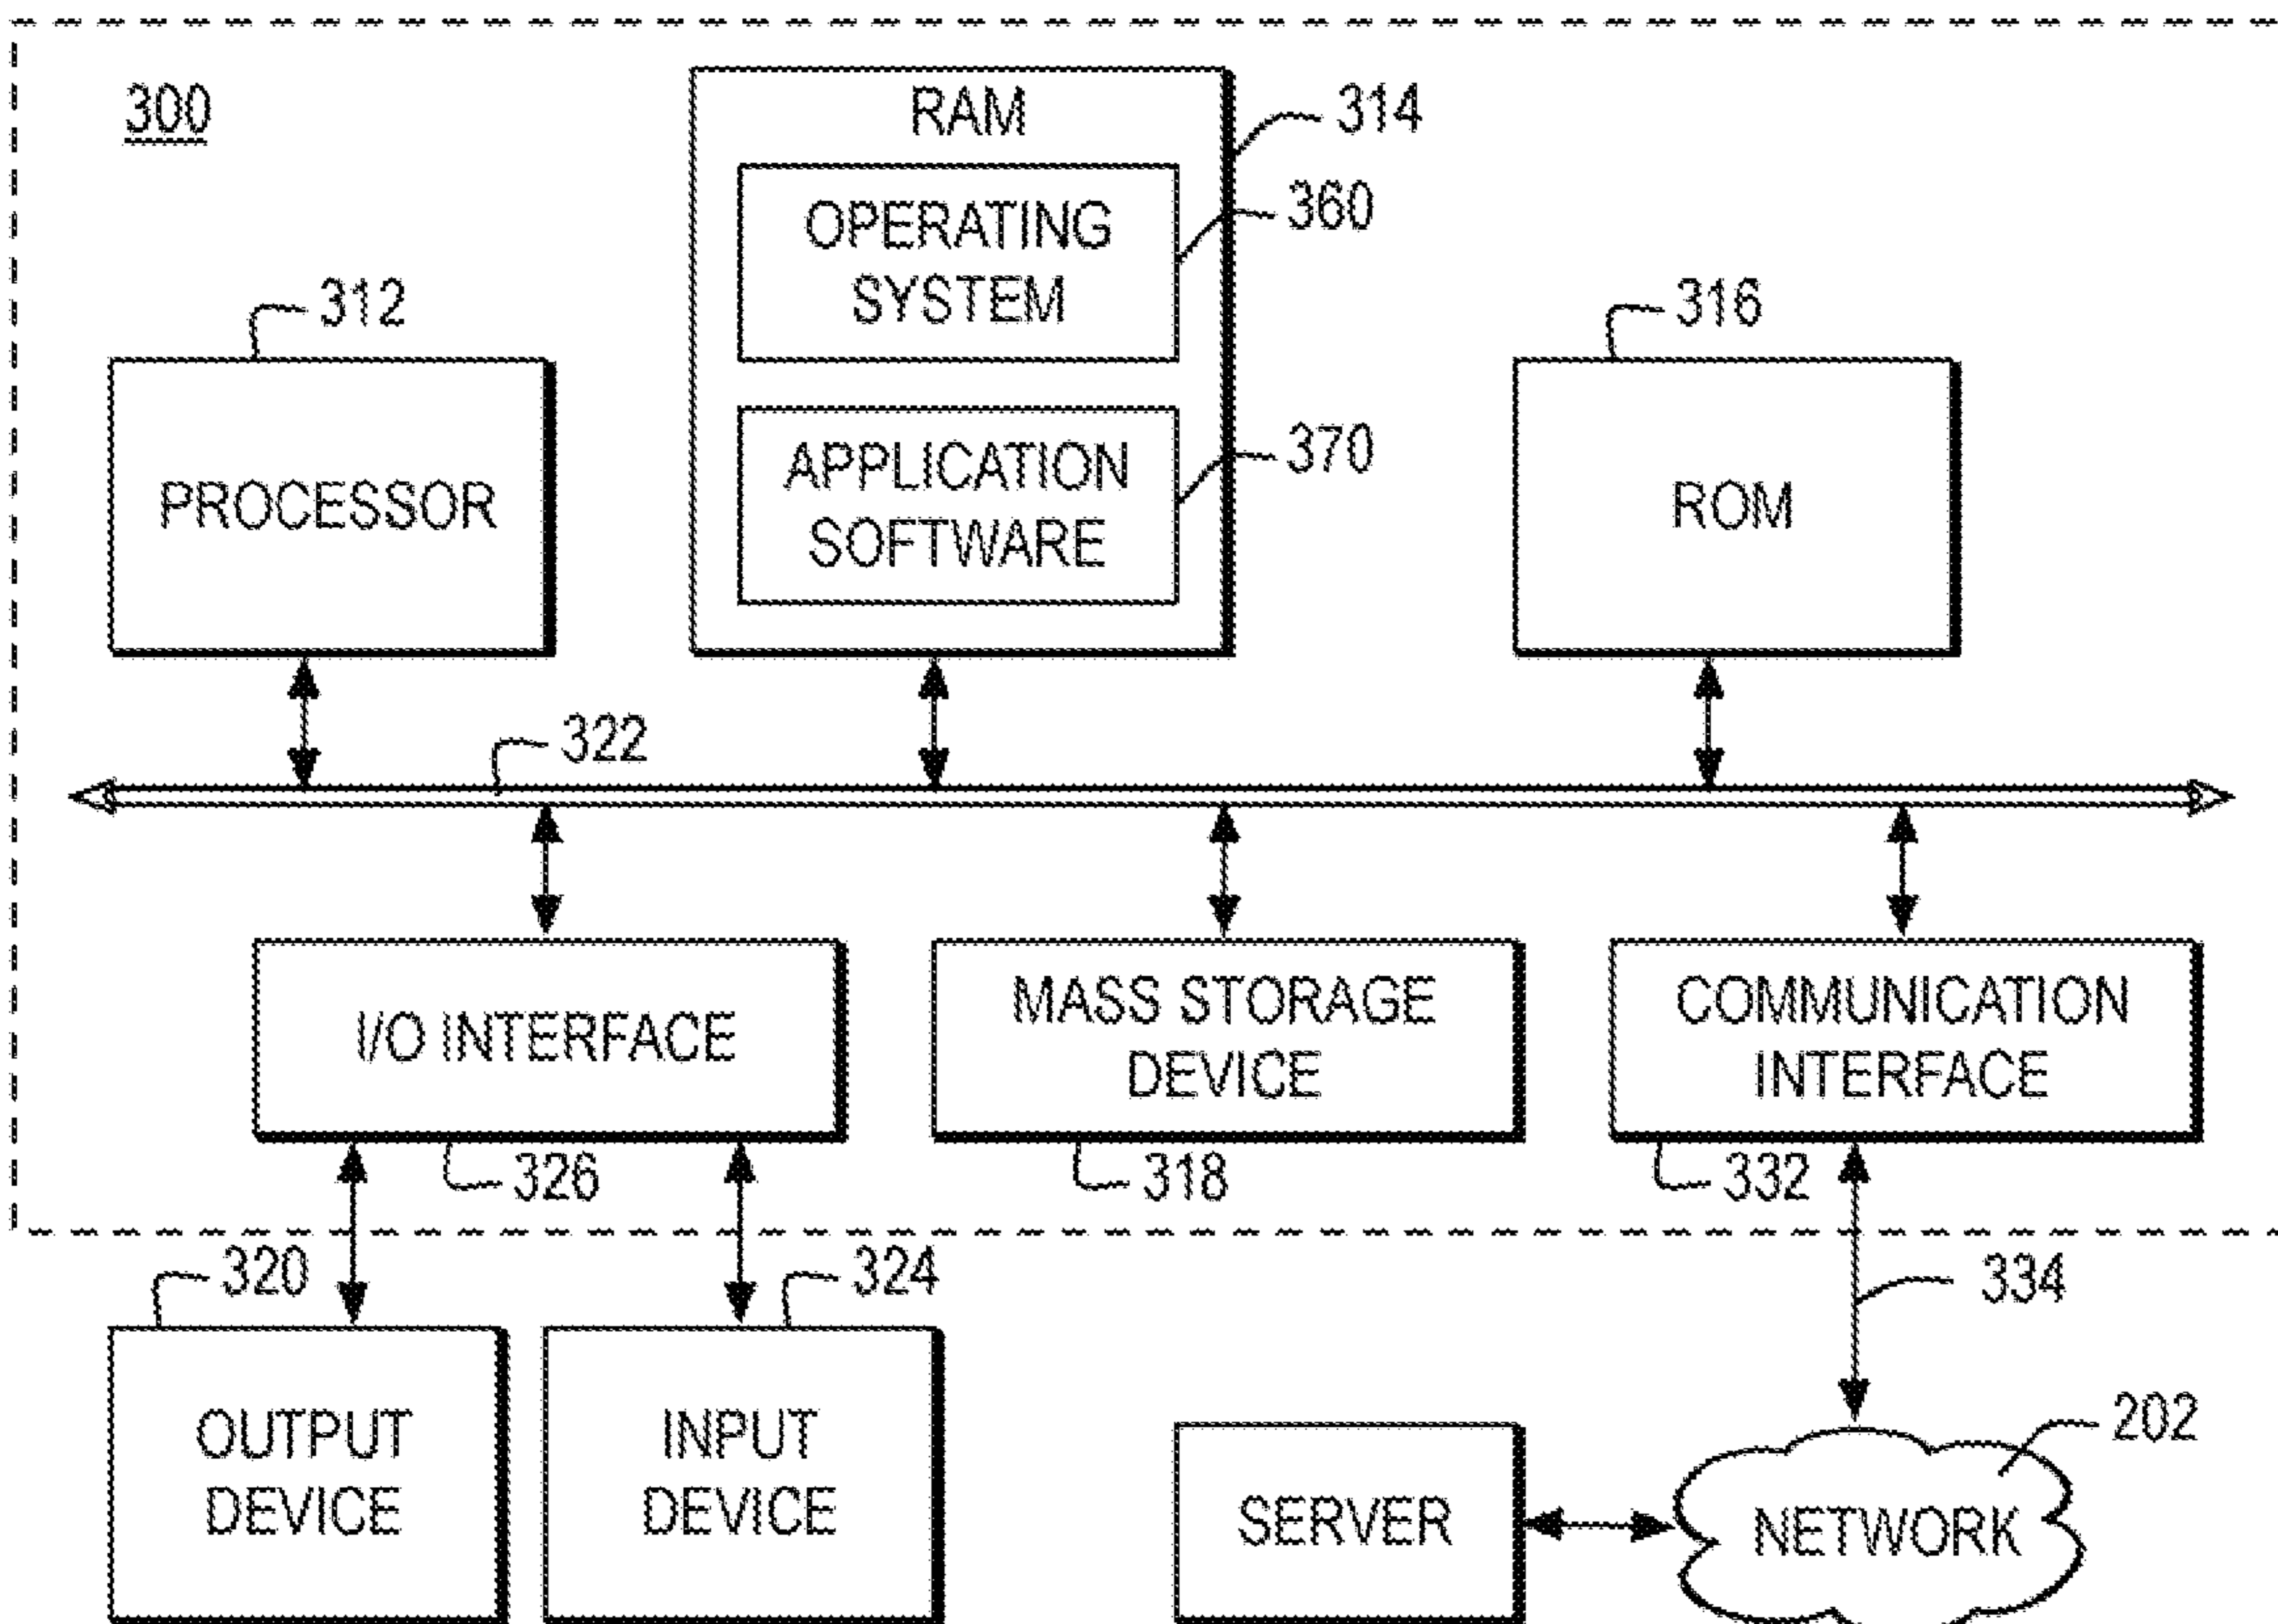 300
RAM
314
OPERATING
SYSTEM
360
312
316
PROCESSOR
APPLICATION
SOFTWARE
370
ROM
322
I/O INTERFACE
MASS STORAGE
DEVICE
COMMUNICATION
INTERFACE
326
318
332
320
324
334
OUTPUT
DEVICE
INPUT
DEVICE
202
SERVER
NETWORK